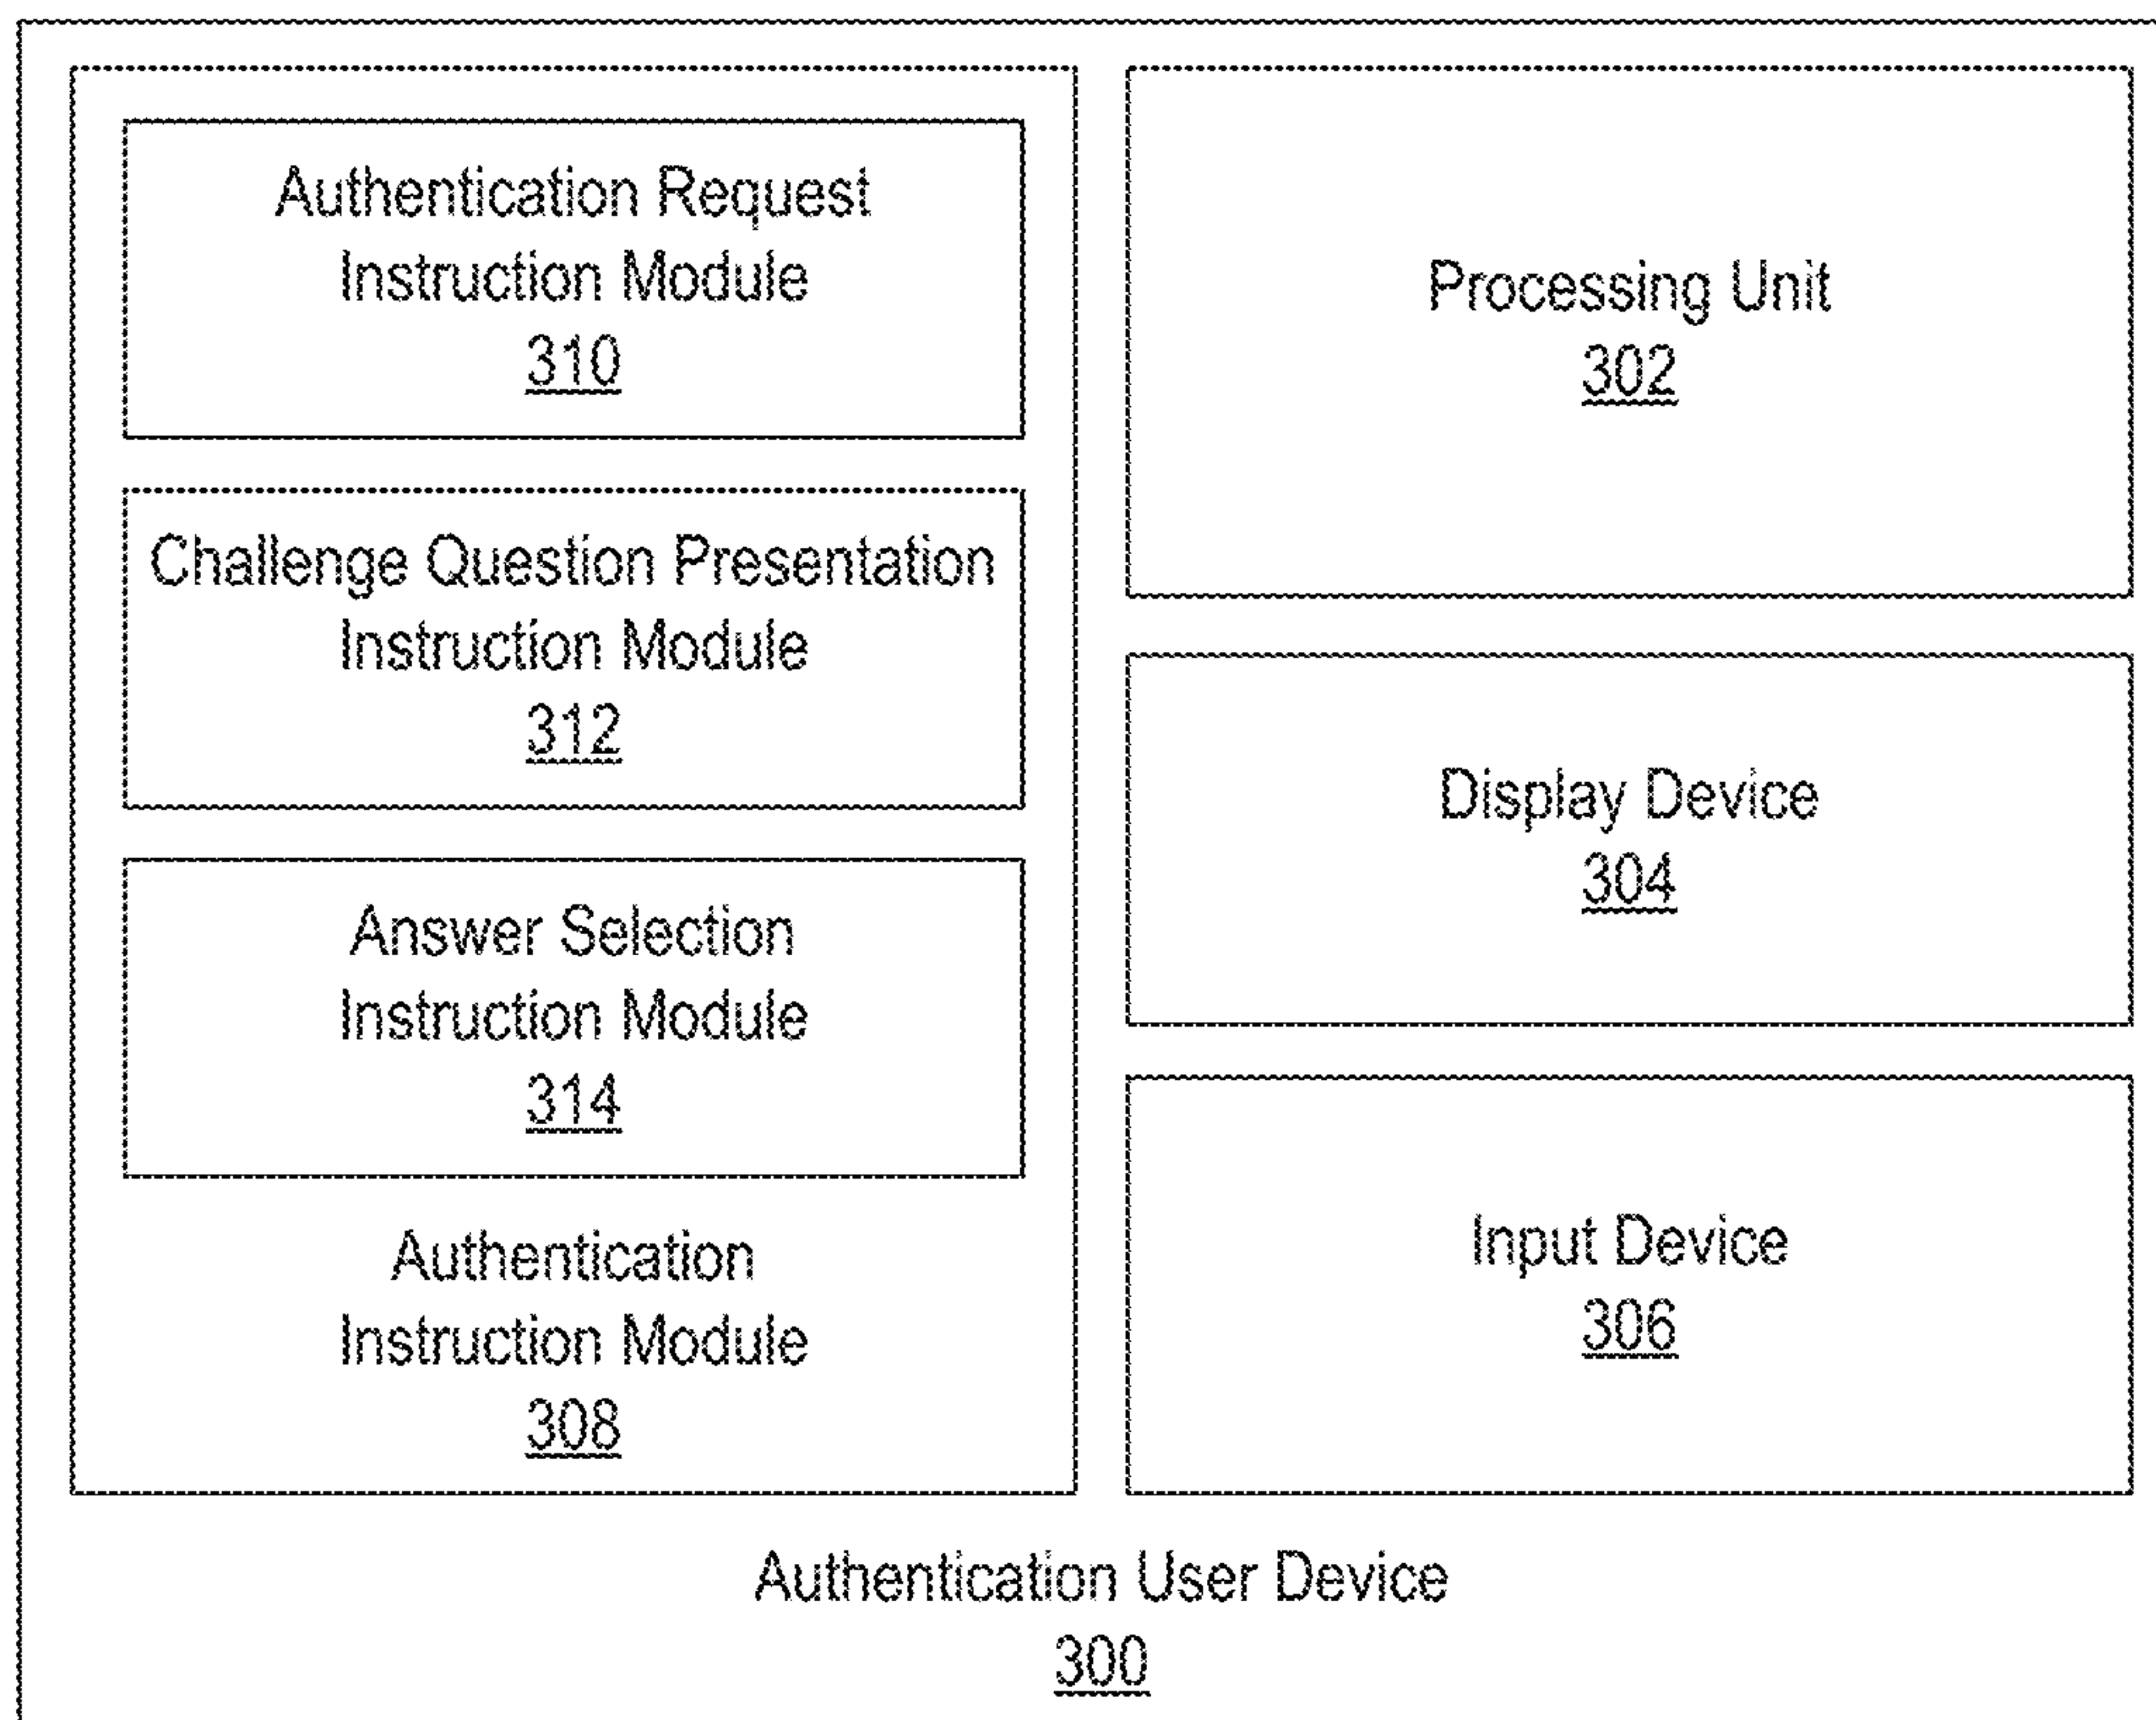 Authentication Request
Instruction Module
310
Challenge Question Presentation
Instruction Module
312
Answer Selection
Instruction Module
314
Authentication
Instruction Module
308
Processing Unit
302
Display Device
304
Input Device
306
Authentication User Device
300